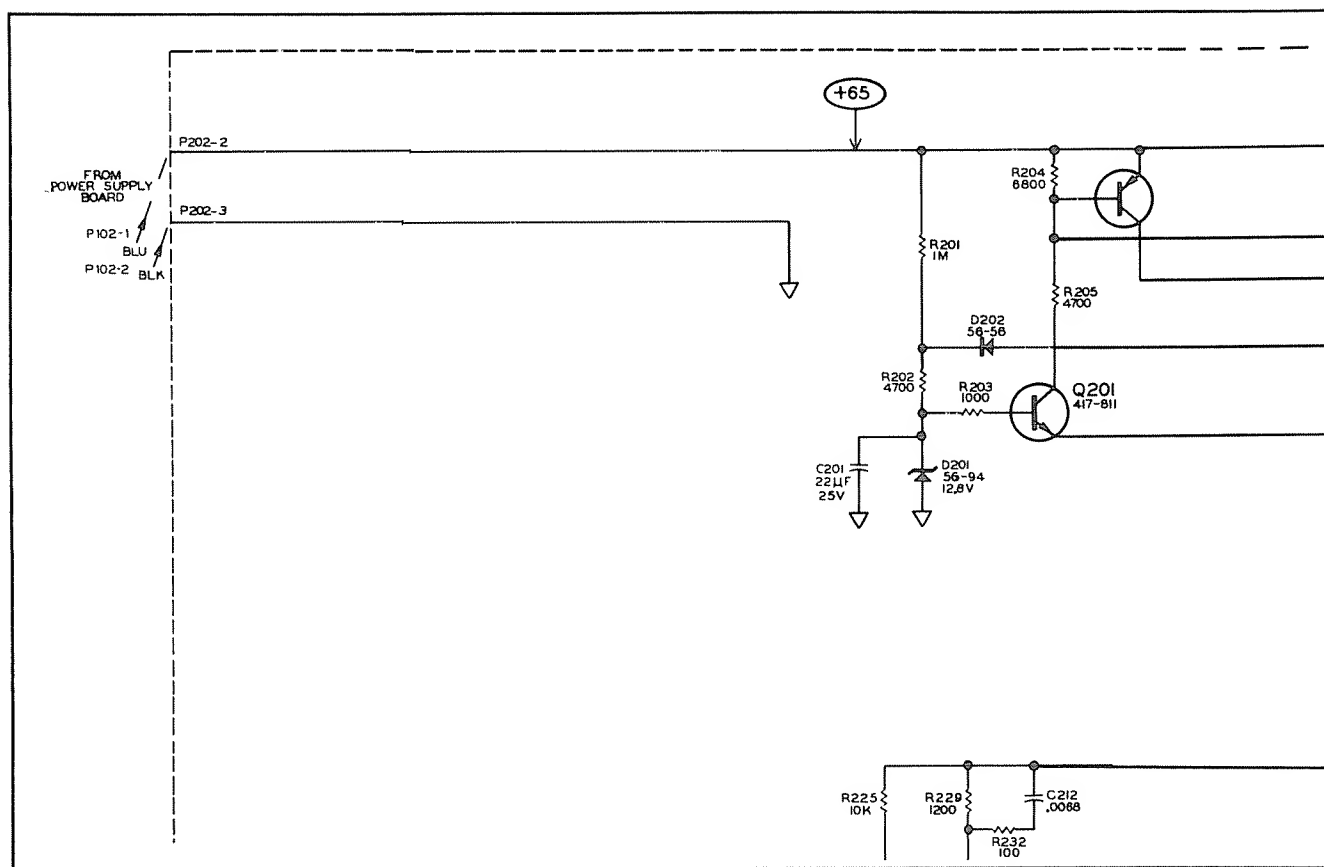 +65
P202-2
FROM
POWER SUPPLY
BOARD
P202-3
P102-1
BLU
P102-2 BLK
R204
6800
R201
1M
R205
4700
D202
56-56
R202
4700
R203
1000
Q201
417-811
C201
22µF
25V
D201
56-94
12.8V
R225
10K
R229
1200
C212
.0068
R232
100